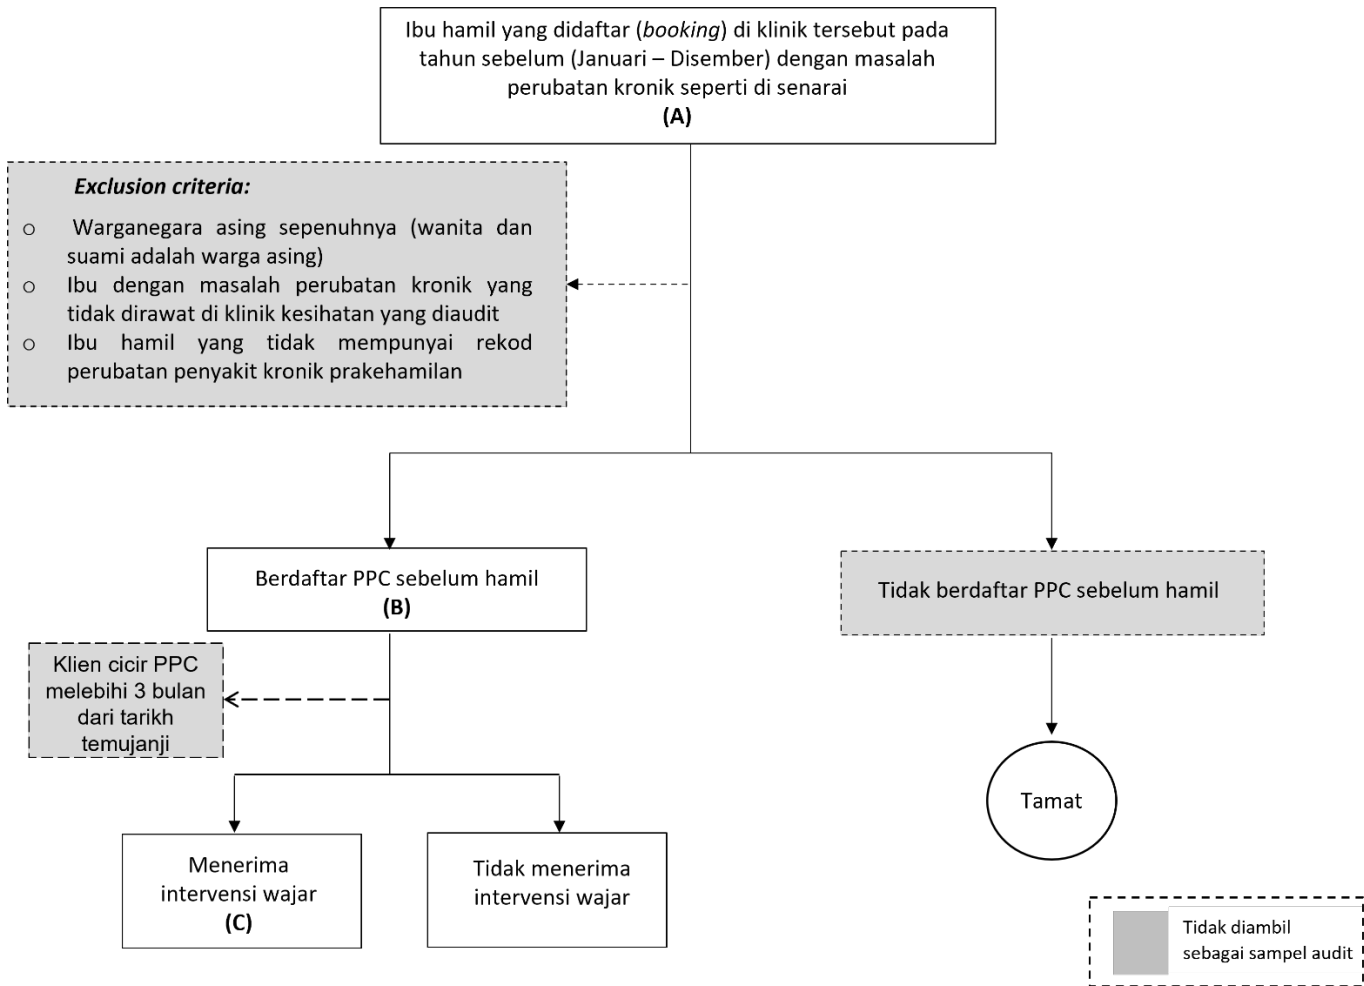 Ibu hamil yang didaftar (booking) di klinik tersebut pada
tahun sebelum (Januari – Disember) dengan masalah
perubatan kronik seperti di senarai
(A)
Exclusion criteria:
o Warganegara asing sepenuhnya (wanita dan
suami adalah warga asing)
o Ibu dengan masalah perubatan kronik yang
tidak dirawat di klinik kesihatan yang diaudit
o Ibu hamil yang tidak mempunyai rekod
perubatan penyakit kronik prakehamilan
Berdaftar PPC sebelum hamil
(B)
Tidak berdaftar PPC sebelum hamil
Klien cicir PPC
melebihi 3 bulan
dari tarikh
temujanji
Menerima
intervensi wajar
(C)
Tidak menerima
intervensi wajar
Tamat
Tidak diambil
sebagai sampel audit